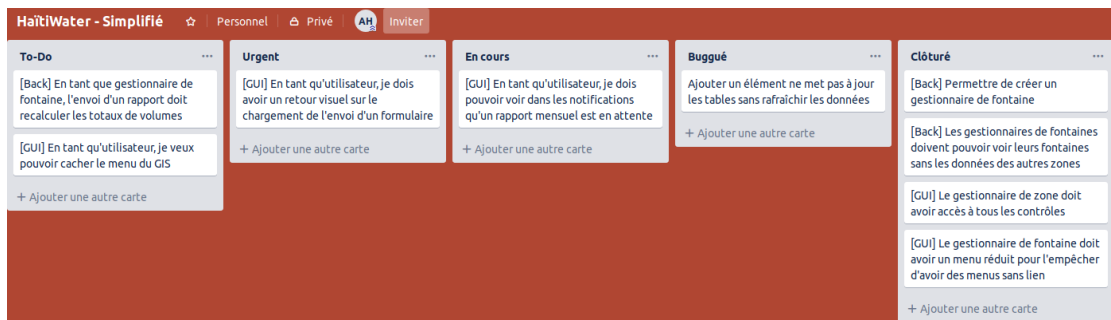 HaïtiWater - Simplifié
Personnel
Privé
AH
Inviter
To-Do
[Back] En tant que gestionnaire de
fontaine, l'envoi d'un rapport doit
recalculer les totaux de volumes
[GUI] En tant qu'utilisateur, je veux
pouvoir cacher le menu du GIS
+ Ajouter une autre carte
Urgent
[GUI] En tant qu'utilisateur, je dois
avoir un retour visuel sur le
chargement de l'envoi d'un formulaire
+ Ajouter une autre carte
En cours
[GUI] En tant qu'utilisateur, je dois
pouvoir voir dans les notifications
qu'un rapport mensuel est en attente
+ Ajouter une autre carte
Buggué
Ajouter un élément ne met pas à jour
les tables sans rafraîchir les données
+ Ajouter une autre carte
Clôturé
[Back] Permettre de créer un
gestionnaire de fontaine
[Back] Les gestionnaires de fontaines
doivent pouvoir voir leurs fontaines
sans les données des autres zones
[GUI] Le gestionnaire de zone doit
avoir accès à tous les contrôles
[GUI] Le gestionnaire de fontaine doit
avoir un menu réduit pour l'empêcher
d'avoir des menus sans lien
+ Ajouter une autre carte